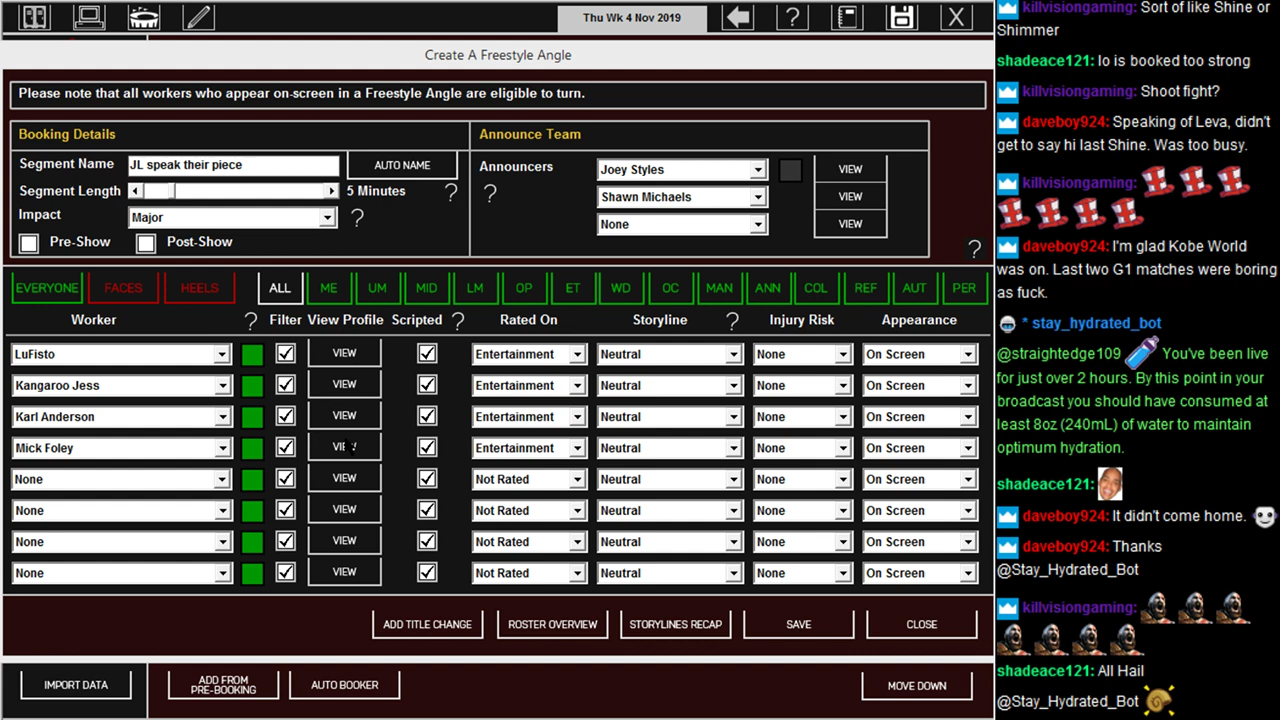 Thu Wk 4 Nov 2019
Create A Freestyle Angle
Please note that all workers who appear on-screen in a Freestyle Angle are eligible to turn.
Booking Details
Segment Name JL speak their piece AUTO NAME
Segment Length 5 Minutes ?
Impact Major ?
Pre-Show Post-Show
Announce Team
Announcers Joey Styles VIEW
? Shawn Michaels VIEW
None VIEW
?
EVERYONE FACES HEELS ALL ME UM MID LM OP ET WD OC MAN ANN COL REF AUT PER
Worker ? Filter View Profile Scripted ? Rated On Storyline ? Injury Risk Appearance
LuFisto VIEW Entertainment Neutral None On Screen
Kangaroo Jess VIEW Entertainment Neutral None On Screen
Karl Anderson VIEW Entertainment Neutral None On Screen
Mick Foley VIEW Entertainment Neutral None On Screen
None VIEW Not Rated Neutral None On Screen
None VIEW Not Rated Neutral None On Screen
None VIEW Not Rated Neutral None On Screen
None VIEW Not Rated Neutral None On Screen
ADD TITLE CHANGE ROSTER OVERVIEW STORYLINES RECAP SAVE CLOSE
IMPORT DATA ADD FROM PRE-BOOKING AUTO BOOKER MOVE DOWN
killvisiongaming: Sort of like Shine or
Shimmer
shadeace121: Io is booked too strong
killvisiongaming: Shoot fight?
daveboy924: Speaking of Leva, didn't
get to say hi last Shine. Was too busy.
killvisiongaming:
daveboy924: I'm glad Kobe World
was on. Last two G1 matches were boring
as fuck.
* stay_hydrated_bot
@straightedge109 You've been live
for just over 2 hours. By this point in your
broadcast you should have consumed at
least 8oz (240mL) of water to maintain
optimum hydration.
shadeace121:
daveboy924: It didn't come home.
daveboy924: Thanks
@Stay_Hydrated_Bot
killvisiongaming:
shadeace121: All Hail
@Stay_Hydrated_Bot